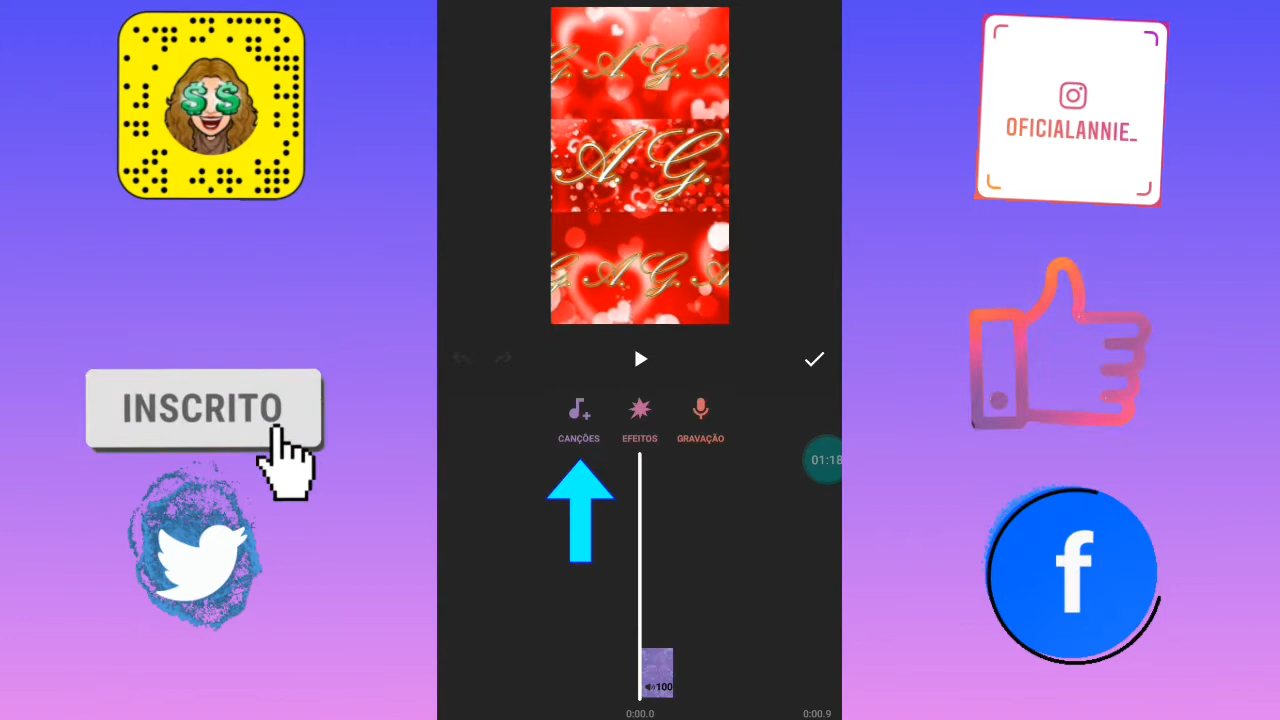 OFICIALANNIE_
G. A. G. A
A. G.
G. A. G. A
INSCRITO
CANÇÕES
EFEITOS
GRAVAÇÃO
01:18
f
100
0:00.0
0:00.9